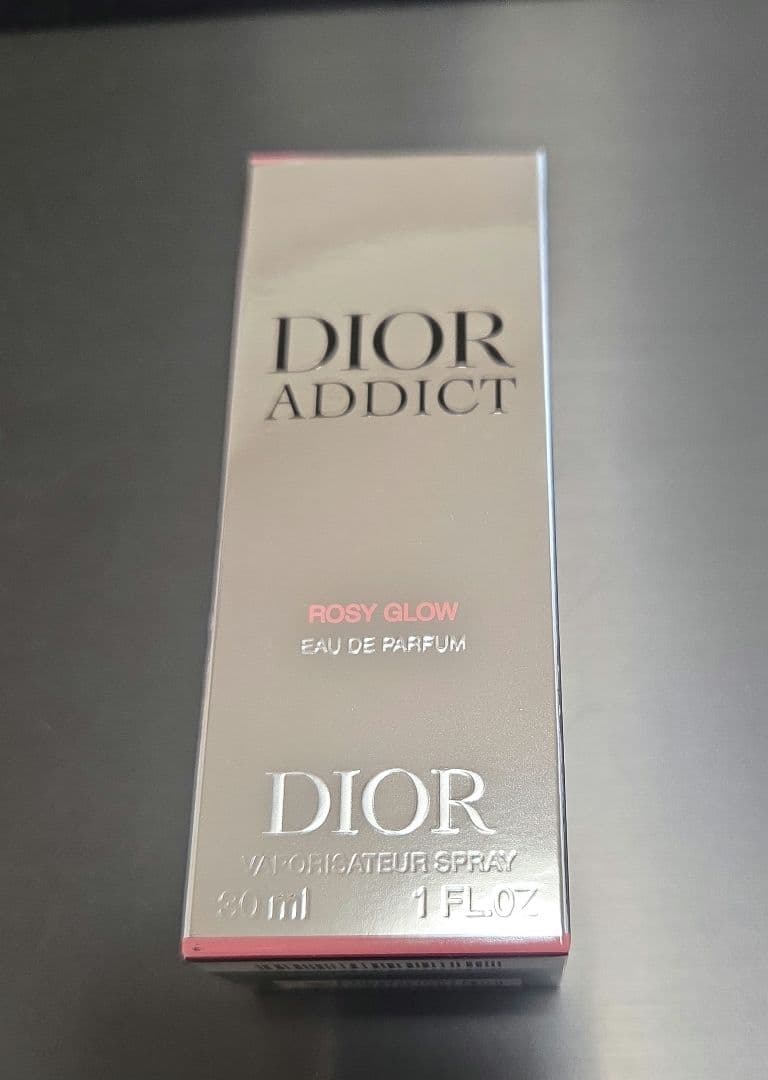 DIOR
ADDICT
ROSY GLOW
EAU DE PARFUM
DIOR
VAPORISATEUR SPRAY
30 ml 1 FL.OZ